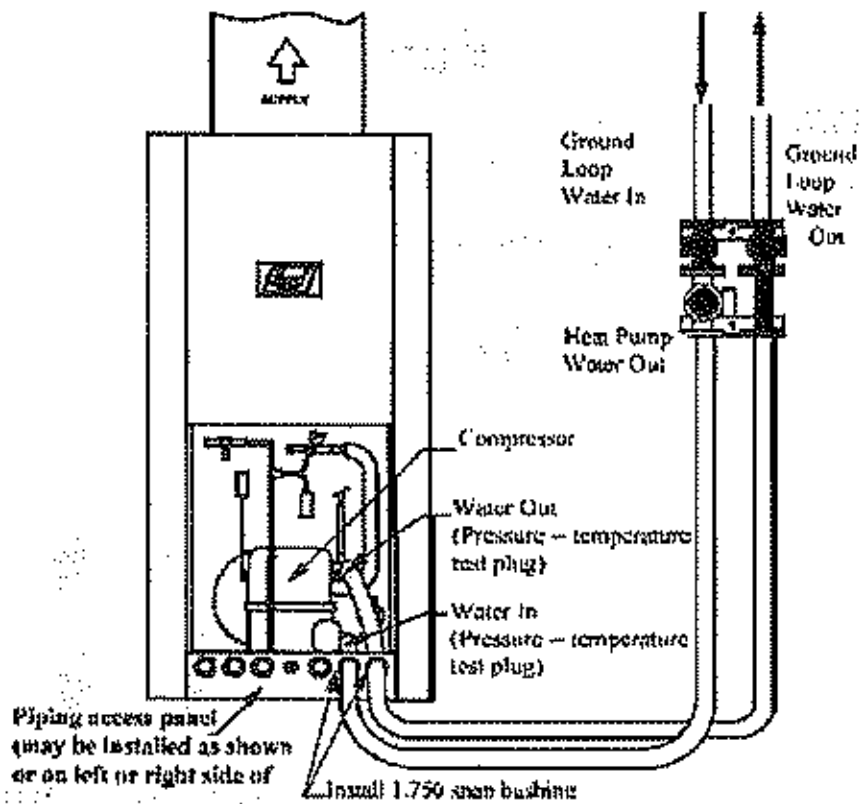 SUPPLY
Ground
Loop
Water In
Ground
Loop
Water
Out
Bard
Heat Pump
Water Out
Compressor
Water Out
(Pressure – temperature
test plug)
Water In
(Pressure – temperature
test plug)
Piping access panel
(may be installed as shown
or on left or right side of
Install 1.750 snap bushing